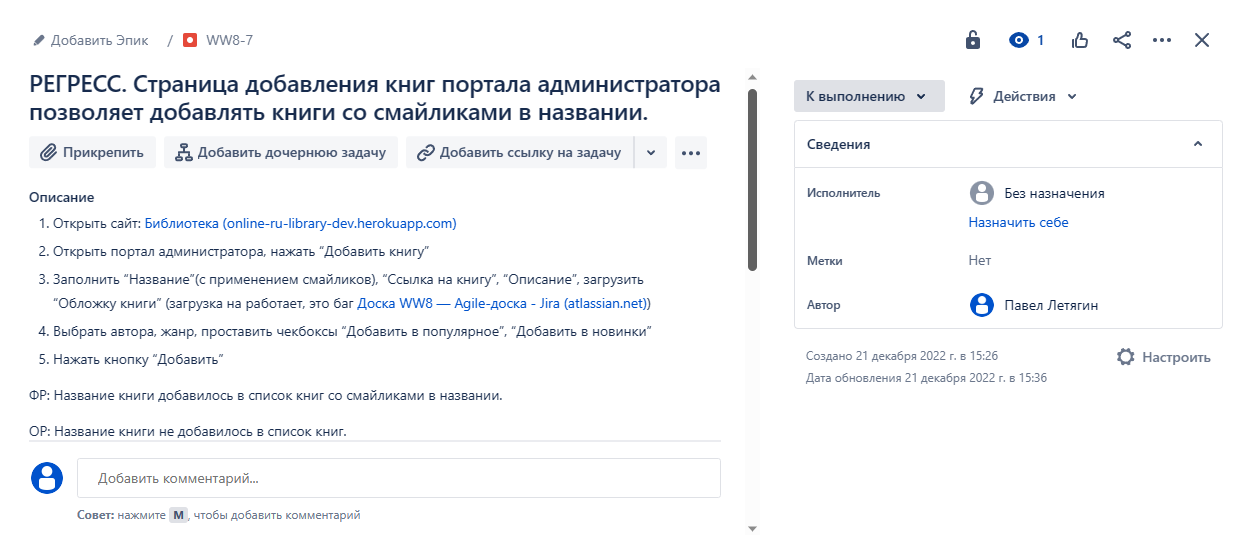 Добавить Эпик / WW8-7
1
РЕГРЕСС. Страница добавления книг портала администратора
позволяет добавлять книги со смайликами в названии.
Прикрепить
Добавить дочернюю задачу
Добавить ссылку на задачу
Описание
1. Открыть сайт: Библиотека (online-ru-library-dev.herokuapp.com)
2. Открыть портал администратора, нажать “Добавить книгу”
3. Заполнить “Название”(с применением смайликов), “Ссылка на книгу”, “Описание”, загрузить
“Обложку книги” (загрузка на работает, это баг Доска WW8 — Agile-доска - Jira (atlassian.net))
4. Выбрать автора, жанр, проставить чекбоксы “Добавить в популярное”, “Добавить в новинки”
5. Нажать кнопку “Добавить”
ФР: Название книги добавилось в список книг со смайликами в названии.
ОР: Название книги не добавилось в список книг.
Добавить комментарий...
Совет: нажмите M, чтобы добавить комментарий
К выполнению
Действия
Сведения
Исполнитель
Без назначения
Назначить себе
Метки
Нет
Автор
Павел Летягин
Создано 21 декабря 2022 г. в 15:26
Настроить
Дата обновления 21 декабря 2022 г. в 15:36